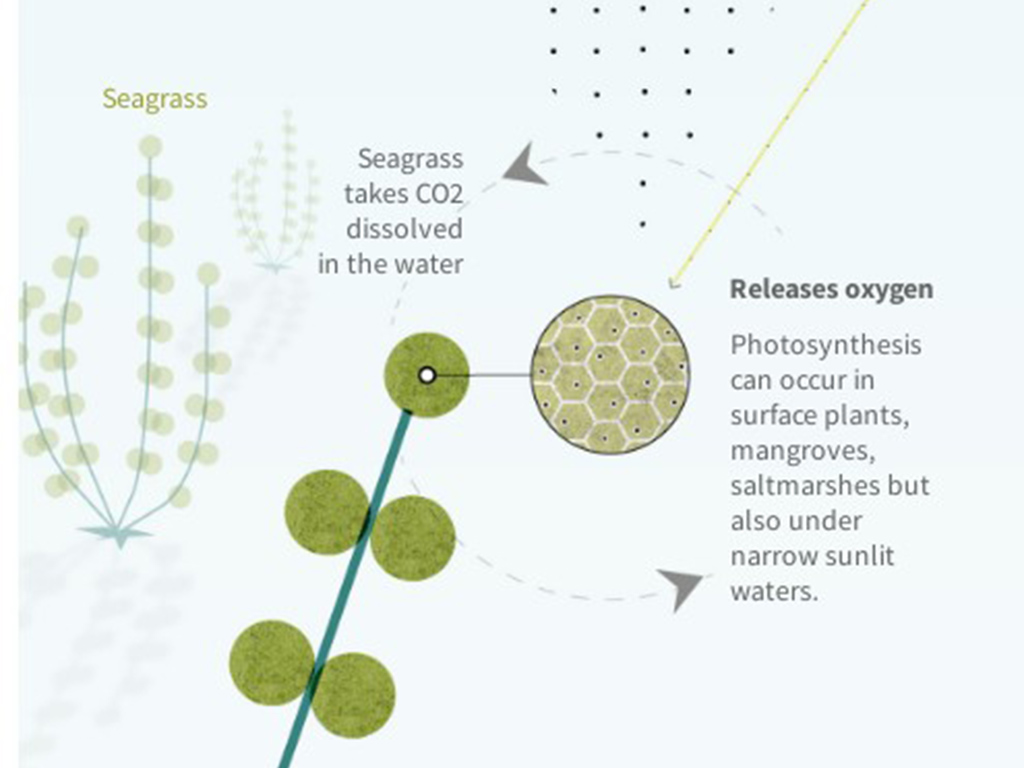 Seagrass
Seagrass
takes CO2
dissolved
in the water
Releases oxygen
Photosynthesis
can occur in
surface plants,
mangroves,
saltmarshes but
also under
narrow sunlit
waters.